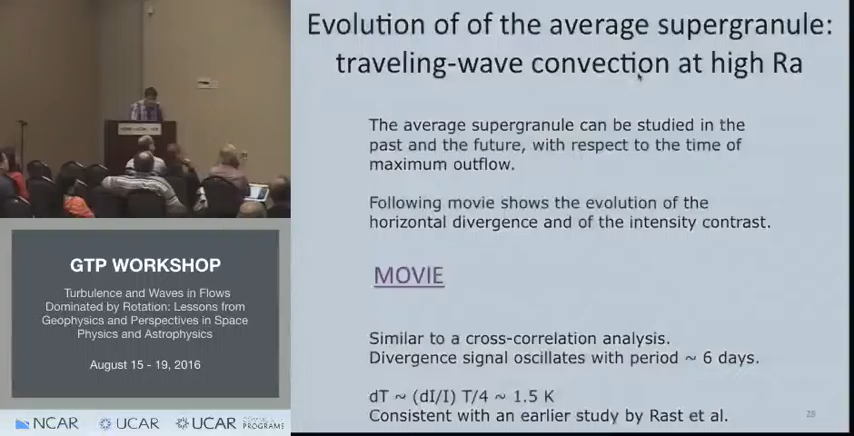 Evolution of of the average supergranule:
traveling-wave convection at high Ra
The average supergranule can be studied in the
past and the future, with respect to the time of
maximum outflow.
Following movie shows the evolution of the
horizontal divergence and of the intensity contrast.
MOVIE
Similar to a cross-correlation analysis.
Divergence signal oscillates with period ~ 6 days.
dT ~ (dI/I) T/4 ~ 1.5 K
Consistent with an earlier study by Rast et al.
28
GTP WORKSHOP
Turbulence and Waves in Flows
Dominated by Rotation: Lessons from
Geophysics and Perspectives in Space
Physics and Astrophysics
August 15 - 19, 2016
NCAR
UCAR
UCAR
PROGRAMS